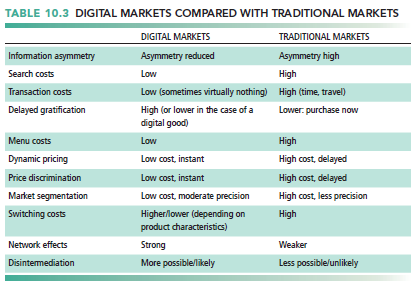 TABLE 10.3 DIGITAL MARKETS COMPARED WITH TRADITIONAL MARKETS
DIGITAL MARKETS TRADITIONAL MARKETS
Information asymmetry Asymmetry reduced Asymmetry high
Search costs Low High
Transaction costs Low (sometimes virtually nothing) High (time, travel)
Delayed gratification High (or lower in the case of a Lower: purchase now
digital good)
Menu costs Low High
Dynamic pricing Low cost, instant High cost, delayed
Price discrimination Low cost, instant High cost, delayed
Market segmentation Low cost, moderate precision High cost, less precision
Switching costs Higher/lower (depending on High
product characteristics)
Network effects Strong Weaker
Disintermediation More possible/likely Less possible/unlikely